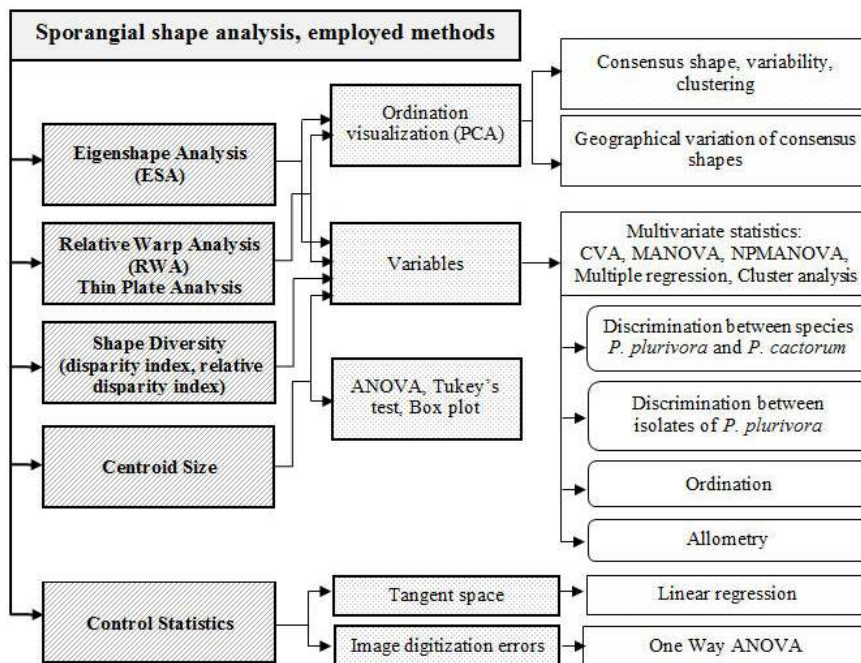 Sporangial shape analysis, employed methods
Eigenshape Analysis
(ESA)
Relative Warp Analysis
(RWA)
Thin Plate Analysis
Shape Diversity
(disparity index, relative
disparity index)
Centroid Size
Control Statistics
Ordination
visualization (PCA)
Variables
ANOVA, Tukey's
test, Box plot
Tangent space
Image digitization errors
Consensus shape, variability,
clustering
Geographical variation of consensus
shapes
Multivariate statistics:
CVA, MANOVA, NPMANOVA,
Multiple regression, Cluster analysis
Discrimination between species
P. plurivora and P. cactorum
Discrimination between
isolates of P. plurivora
Ordination
Allometry
Linear regression
One Way ANOVA